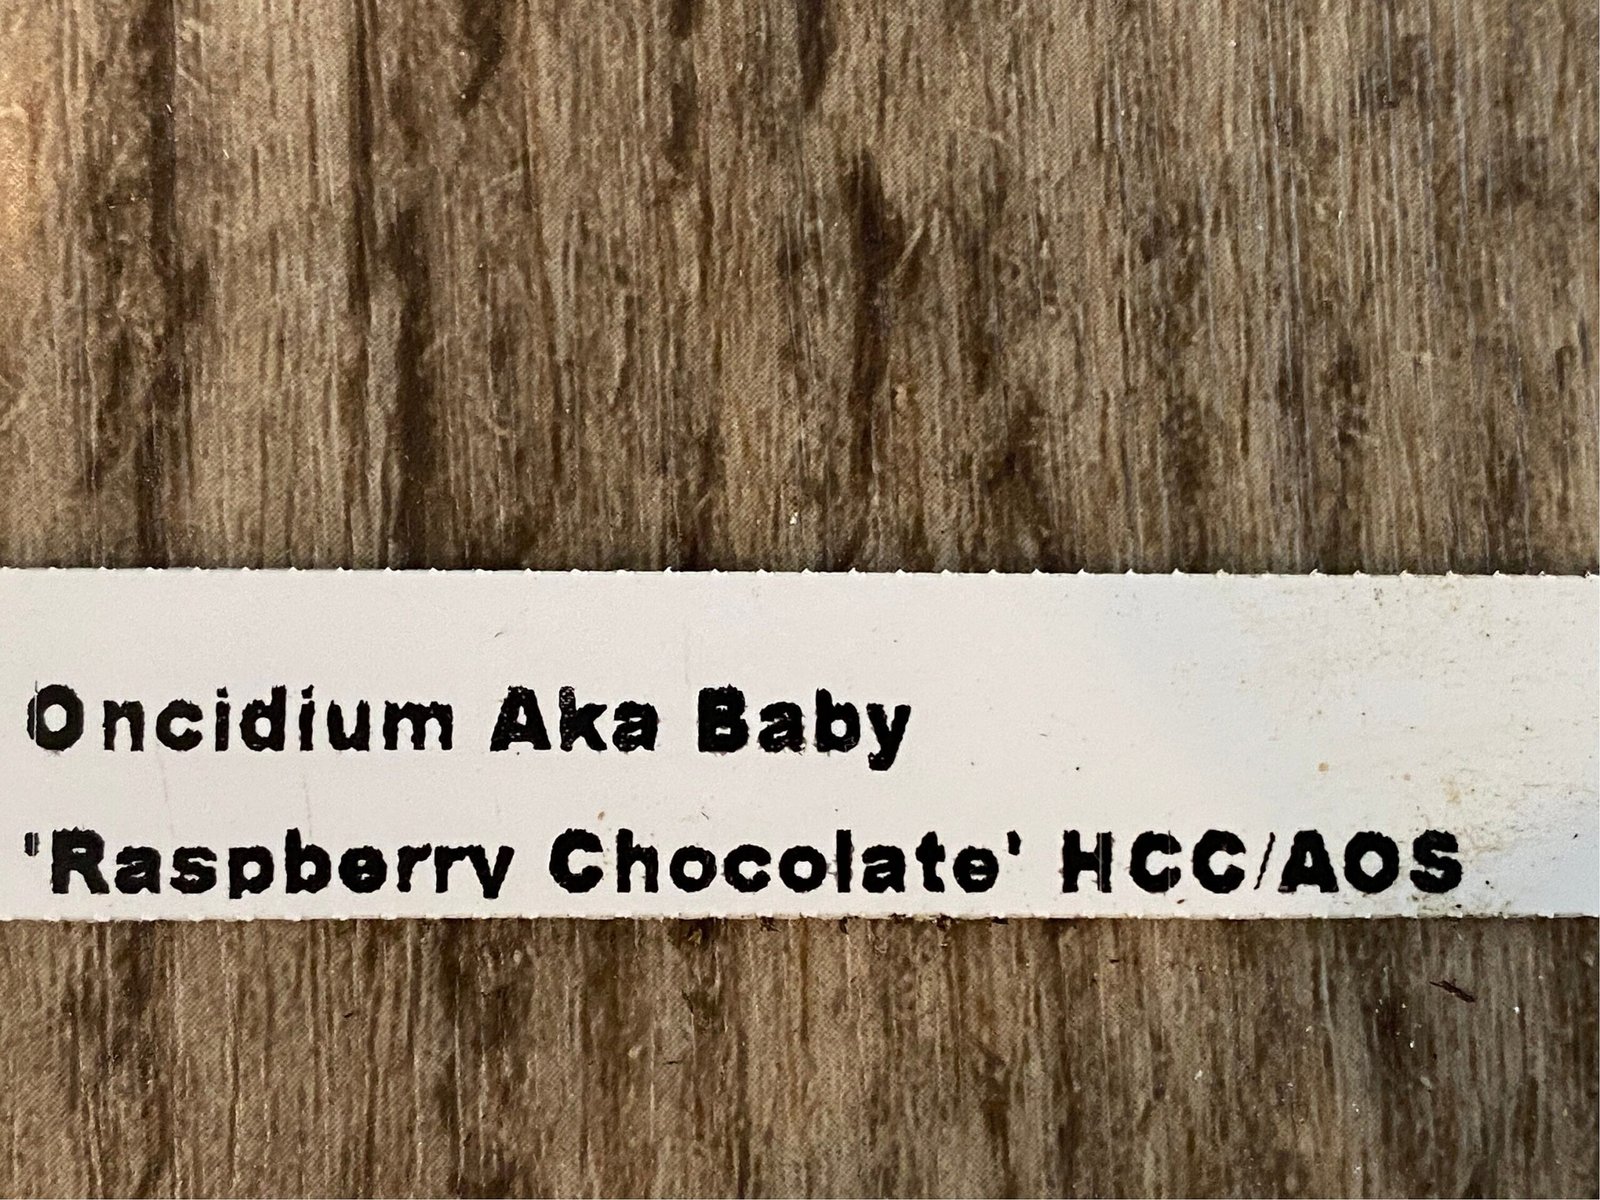 Oncidium Aka Baby
'Raspberry Chocolate' HCC/AOS